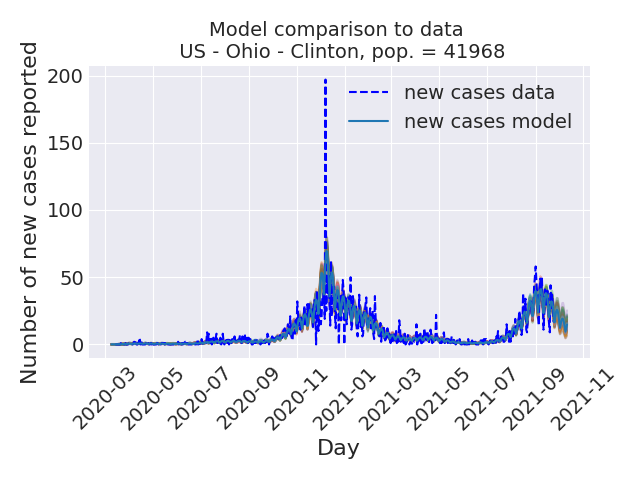 Model comparison to data
US - Ohio - Clinton, pop. = 41968
Number of new cases reported
200
150
100
50
0
new cases data
new cases model
2020-03
2020-05
2020-07
2020-09
2020-11
2021-01
2021-03
2021-05
2021-07
2021-09
2021-11
Day